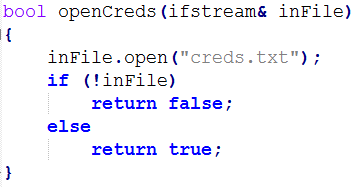 bool openCreds(ifstream& inFile)
{
    inFile.open("creds.txt");
    if (!inFile)
        return false;
    else
        return true;
}